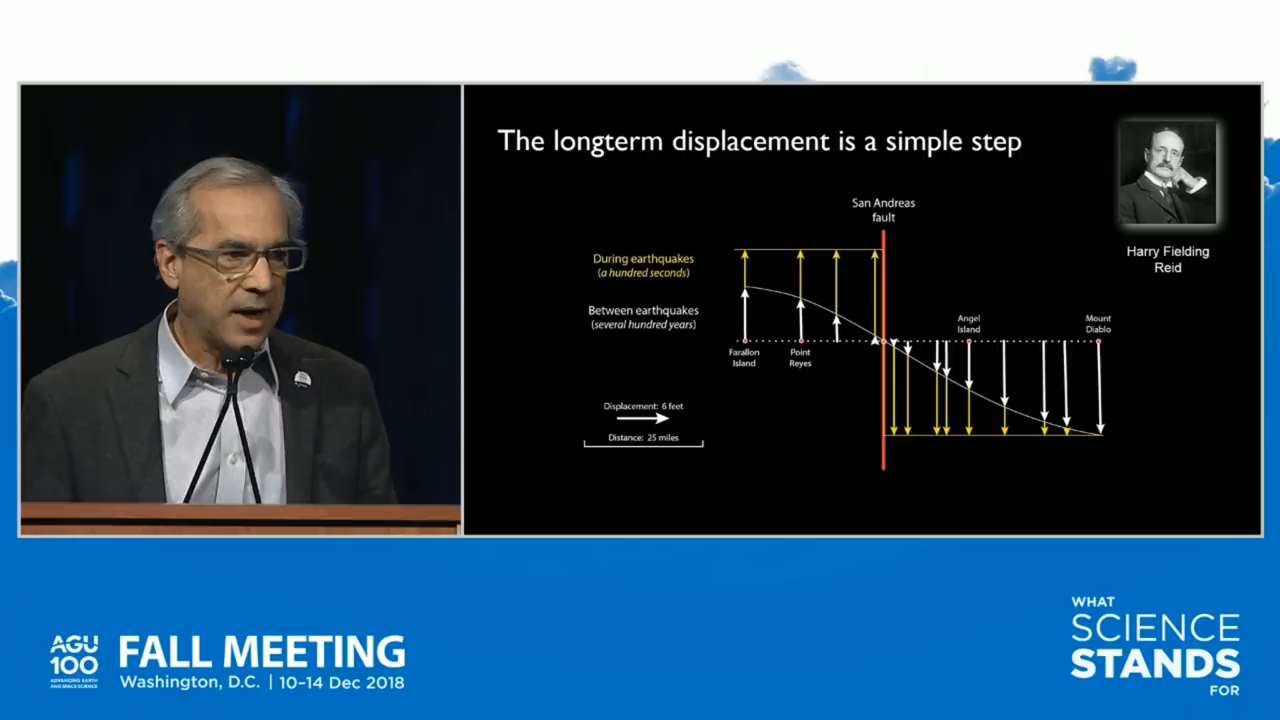 The longterm displacement is a simple step
Harry Fielding
Reid
San Andreas
fault
During earthquakes
(a hundred seconds)
Between earthquakes
(several hundred years)
Farallon
Island
Point
Reyes
Angel
Island
Mount
Diablo
Displacement: 6 feet
Distance: 25 miles
AGU
100
ADVANCING EARTH
AND SPACE SCIENCE
FALL MEETING
Washington, D.C. | 10–14 Dec 2018
WHAT
SCIENCE
STANDS
FOR